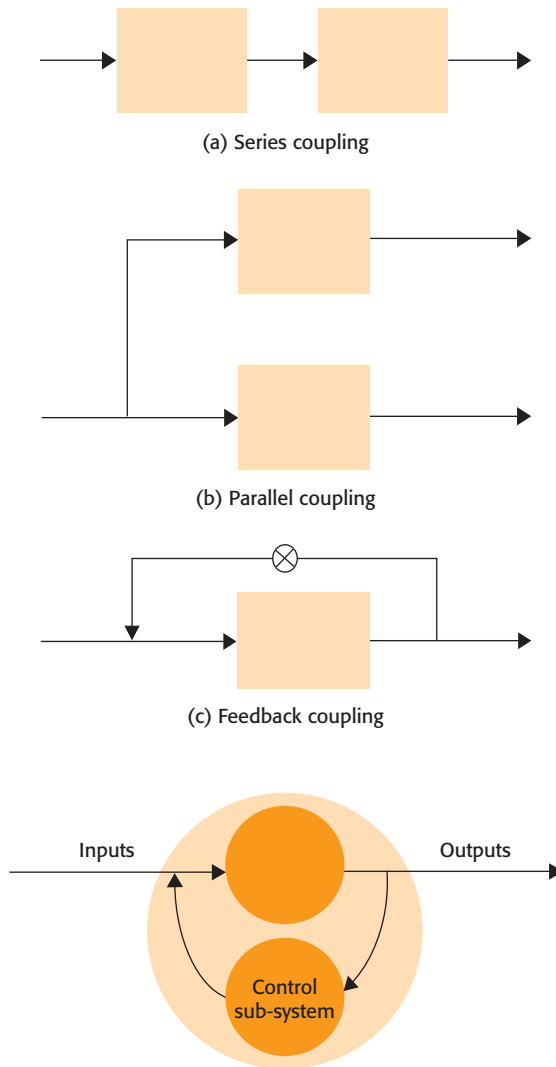 (a) Series coupling
(b) Parallel coupling
(c) Feedback coupling
Inputs
Outputs
Control
sub-system